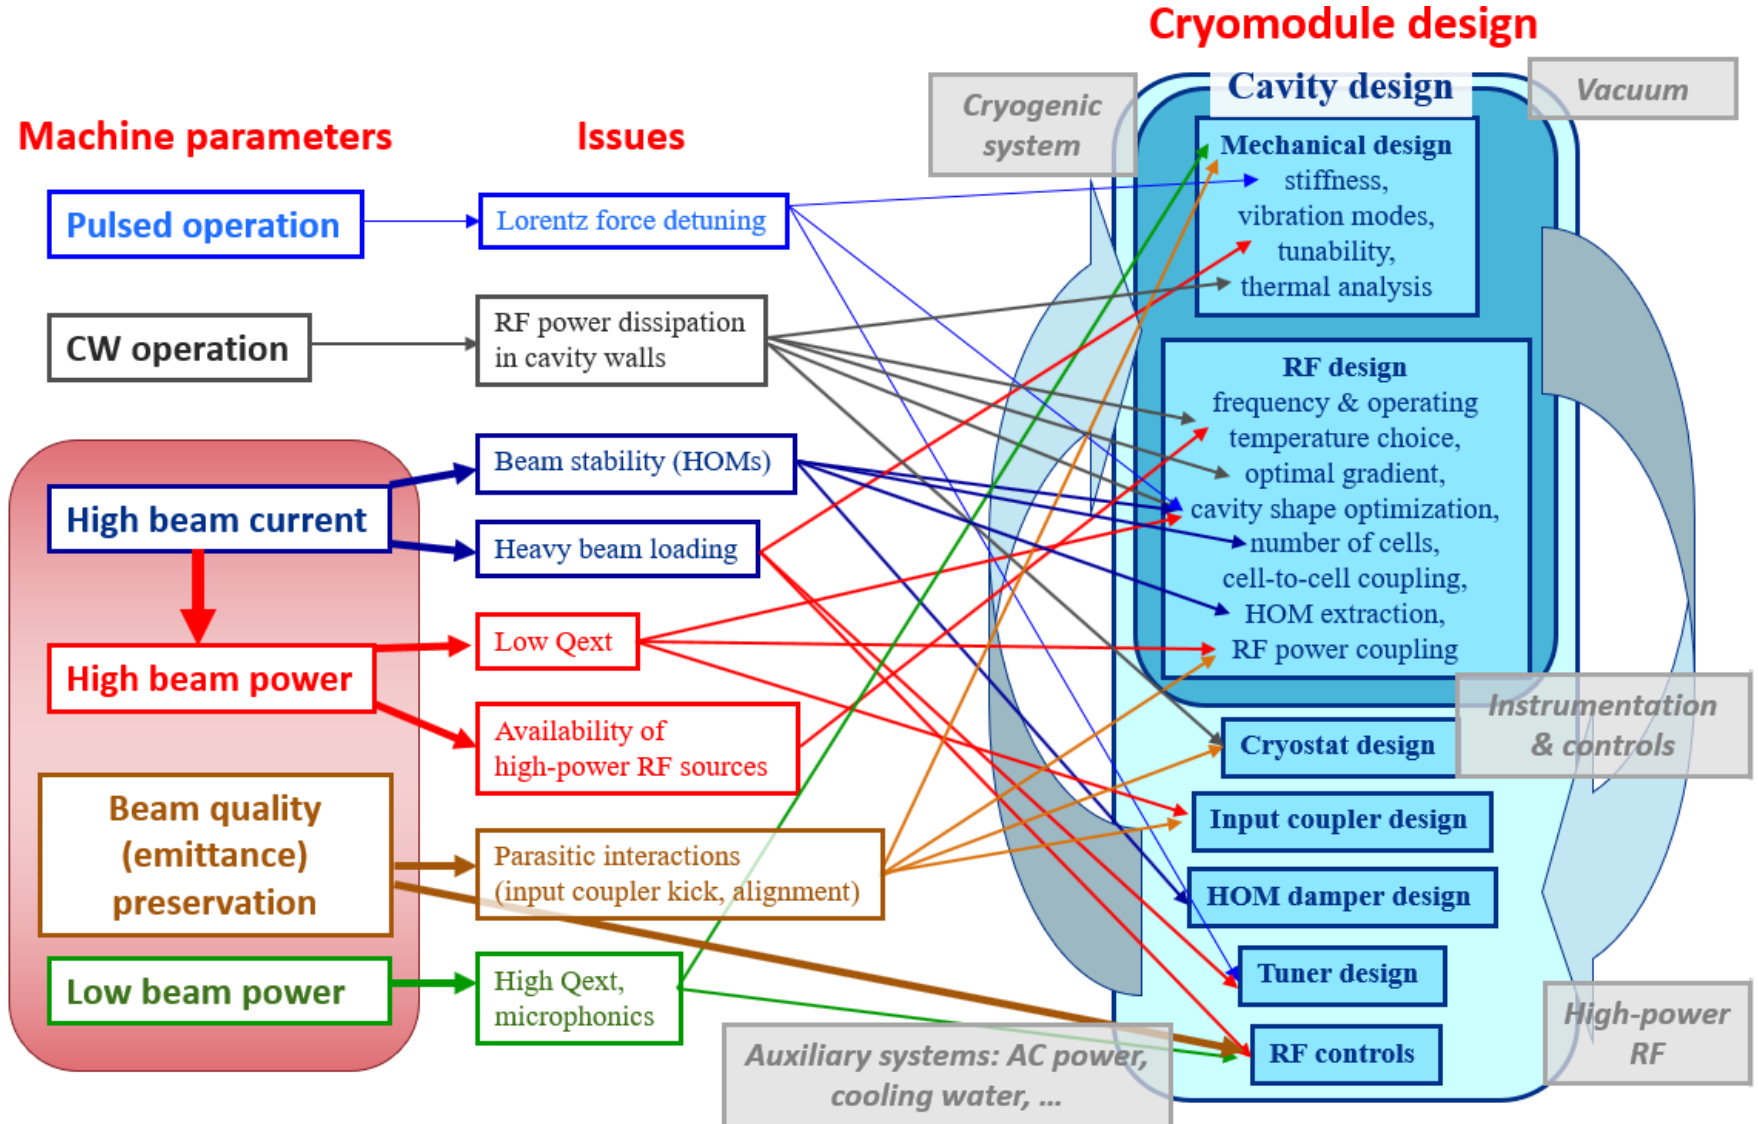 Cryomodule design
Machine parameters
Issues
Pulsed operation
CW operation
High beam current
High beam power
Beam quality
(emittance)
preservation
Low beam power
Lorentz force detuning
RF power dissipation
in cavity walls
Beam stability (HOMs)
Heavy beam loading
Low Qext
Availability of
high-power RF sources
Parasitic interactions
(input coupler kick, alignment)
High Qext,
microphonics
Cryogenic
system
Cavity design
Vacuum
Mechanical design
stiffness,
vibration modes,
tunability,
thermal analysis
RF design
frequency & operating
temperature choice,
optimal gradient,
cavity shape optimization,
number of cells,
cell-to-cell coupling,
HOM extraction,
RF power coupling
Instrumentation
& controls
Cryostat design
Input coupler design
HOM damper design
Tuner design
RF controls
High-power
RF
Auxiliary systems: AC power,
cooling water, ...